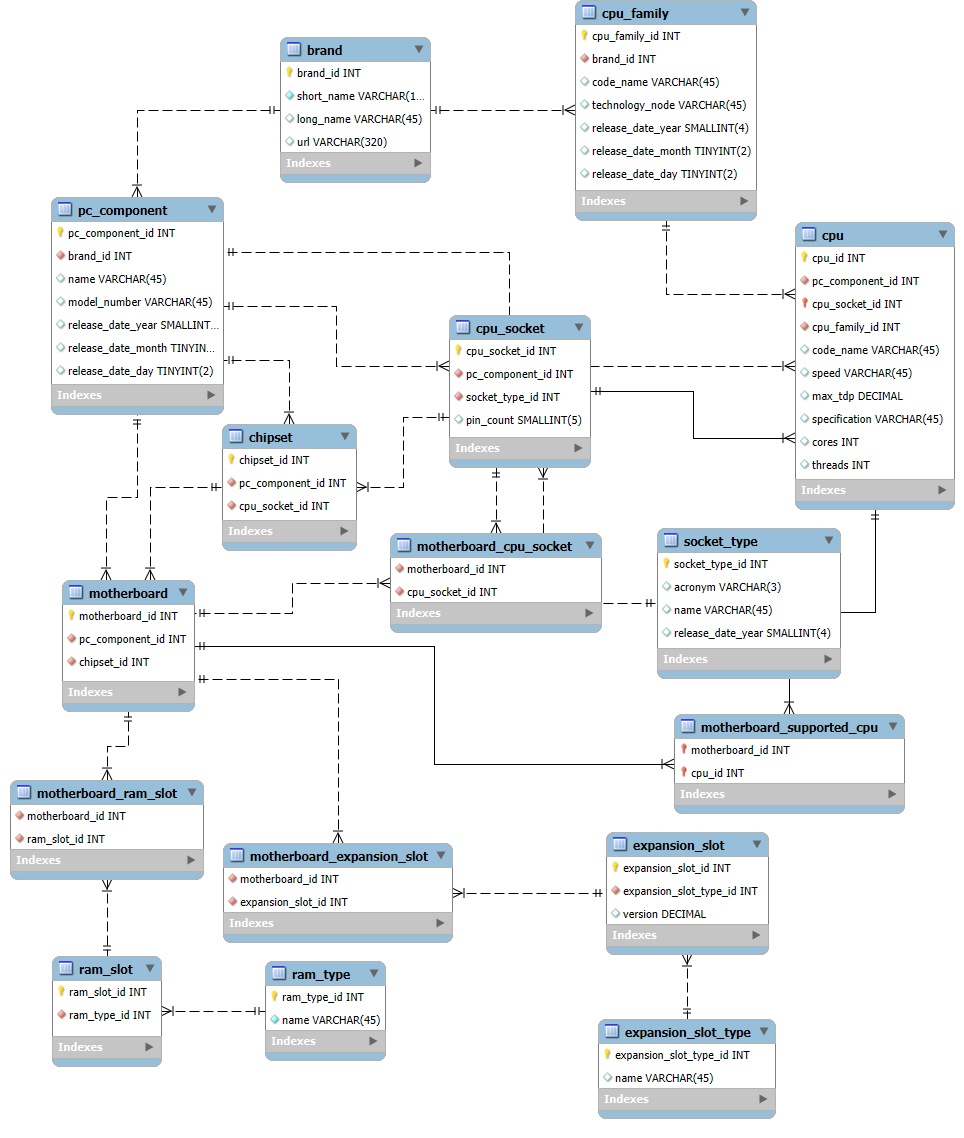 cpu_family
cpu_family_id INT
brand_id INT
code_name VARCHAR(45)
technology_node VARCHAR(45)
release_date_year SMALLINT(4)
release_date_month TINYINT(2)
release_date_day TINYINT(2)
Indexes
brand
brand_id INT
short_name VARCHAR(1...
long_name VARCHAR(45)
url VARCHAR(320)
Indexes
pc_component
pc_component_id INT
brand_id INT
name VARCHAR(45)
model_number VARCHAR(45)
release_date_year SMALLINT...
release_date_month TINYIN...
release_date_day TINYINT(2)
Indexes
cpu
cpu_id INT
pc_component_id INT
cpu_socket_id INT
cpu_family_id INT
code_name VARCHAR(45)
speed VARCHAR(45)
max_tdp DECIMAL
specification VARCHAR(45)
cores INT
threads INT
Indexes
cpu_socket
cpu_socket_id INT
pc_component_id INT
socket_type_id INT
pin_count SMALLINT(5)
Indexes
chipset
chipset_id INT
pc_component_id INT
cpu_socket_id INT
Indexes
motherboard_cpu_socket
motherboard_id INT
cpu_socket_id INT
Indexes
socket_type
socket_type_id INT
acronym VARCHAR(3)
name VARCHAR(45)
release_date_year SMALLINT(4)
Indexes
motherboard
motherboard_id INT
pc_component_id INT
chipset_id INT
Indexes
motherboard_supported_cpu
motherboard_id INT
cpu_id INT
Indexes
motherboard_ram_slot
motherboard_id INT
ram_slot_id INT
Indexes
motherboard_expansion_slot
motherboard_id INT
expansion_slot_id INT
Indexes
expansion_slot
expansion_slot_id INT
expansion_slot_type_id INT
version DECIMAL
Indexes
ram_slot
ram_slot_id INT
ram_type_id INT
Indexes
ram_type
ram_type_id INT
name VARCHAR(45)
Indexes
expansion_slot_type
expansion_slot_type_id INT
name VARCHAR(45)
Indexes